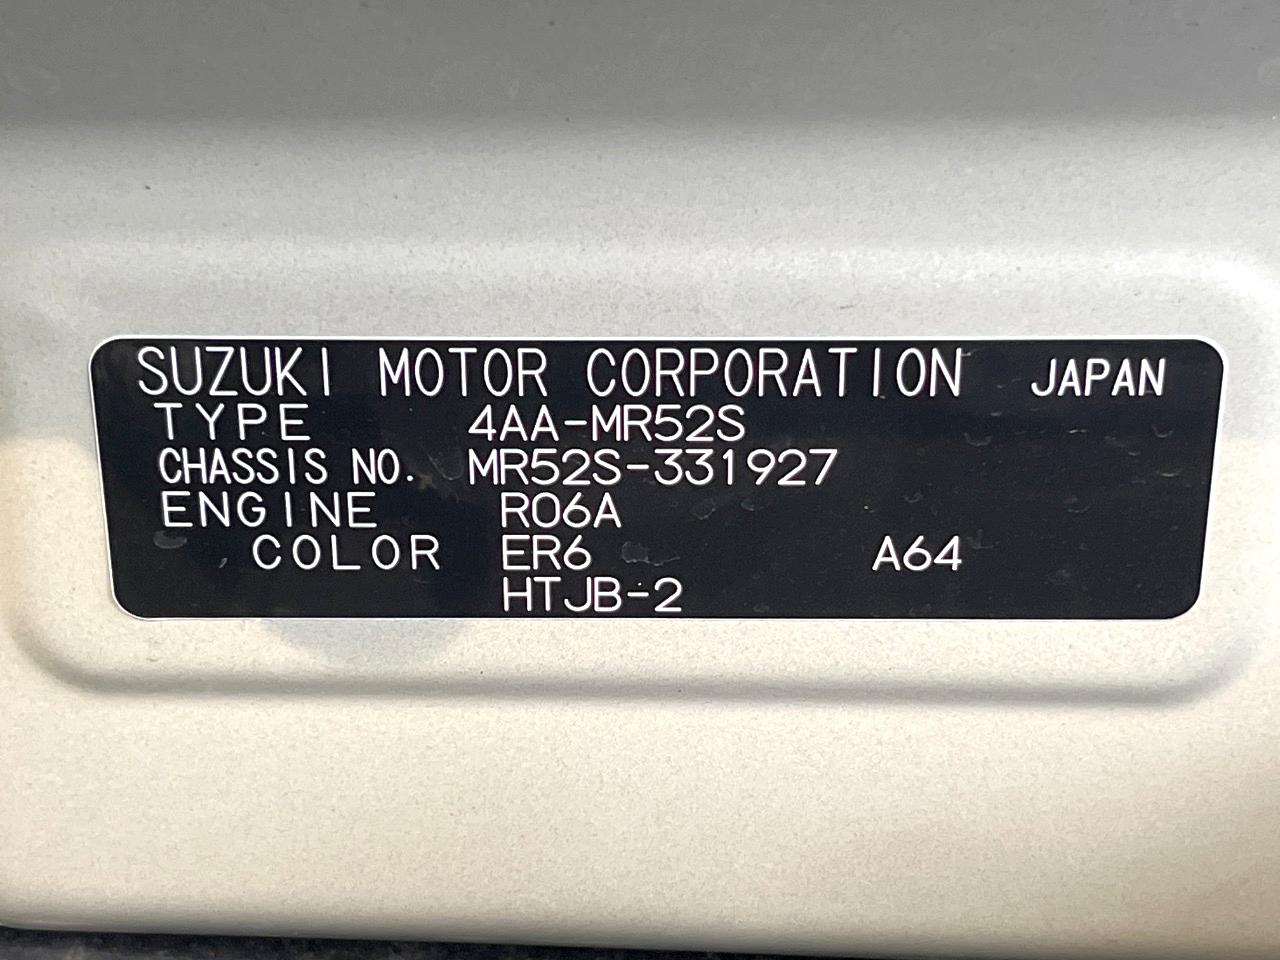 SUZUKI MOTOR CORPORATION JAPAN
TYPE 4AA-MR52S
CHASSIS NO. MR52S-331927
ENGINE R06A
COLOR ER6 A64
HTJB-2